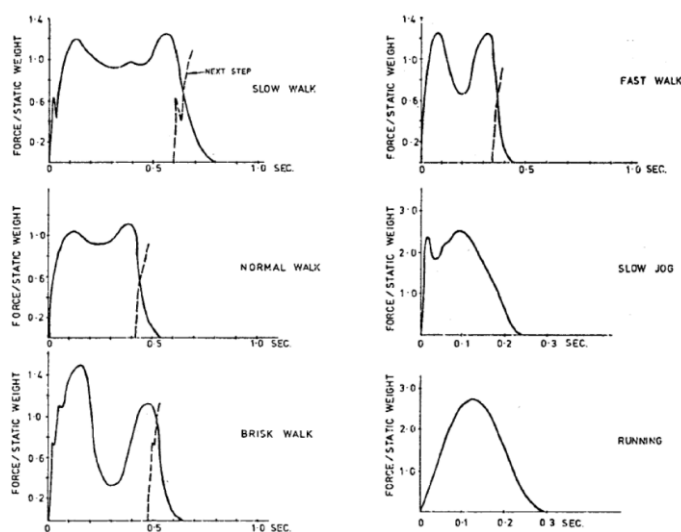 FORCE/STATIC WEIGHT
1.4
1.0
0.6
0.2
0
0.5
1.0 SEC.
NEXT STEP
SLOW WALK
FORCE/STATIC WEIGHT
1.4
1.0
0.6
0.2
0
0.5
1.0 SEC.
FAST WALK
FORCE/STATIC WEIGHT
1.0
0.6
0.2
0
0.5
1.0 SEC.
NORMAL WALK
FORCE/STATIC WEIGHT
3.0
2.0
1.0
0
0.1
0.2
0.3 SEC.
SLOW JOG
FORCE/STATIC WEIGHT
1.4
1.0
0.6
0.2
0
0.5
1.0 SEC.
BRISK WALK
FORCE/STATIC WEIGHT
3.0
2.0
1.0
0
0.1
0.2
0.3 SEC.
RUNNING